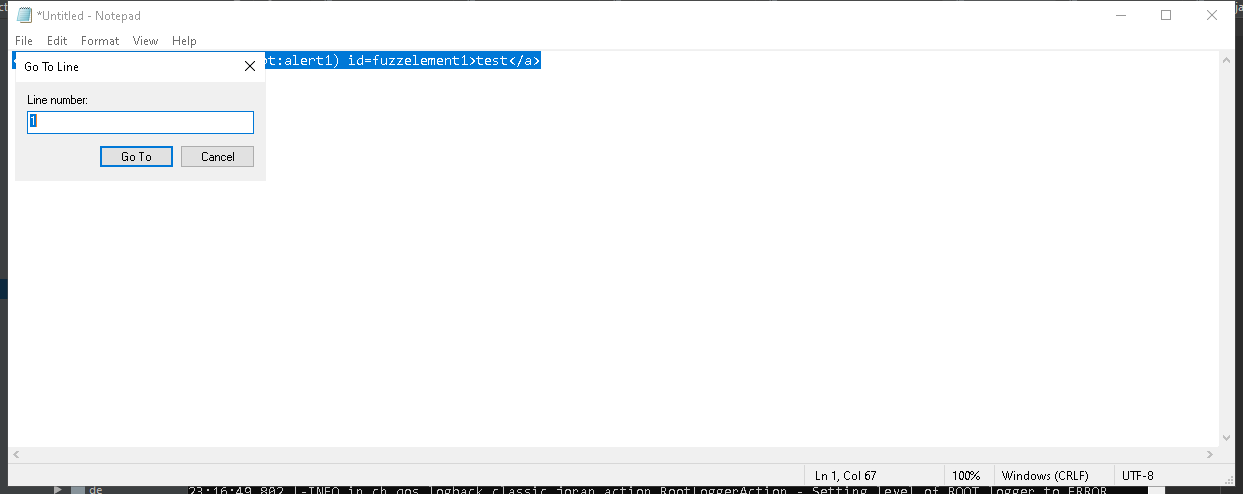 *Untitled - Notepad
File Edit Format View Help
ot:alert1) id=fuzzelement1>test</a>
Go To Line
Line number:
1
Go To Cancel
Ln 1, Col 67 100% Windows (CRLF) UTF-8
de 23:16:49,802 |-INFO in ch.qos.logback.classic.joran.action.RootLoggerAction - Setting level of ROOT logger to ERROR